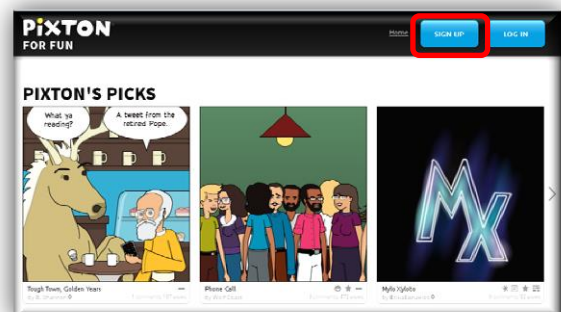 PiXTON
FOR FUN
Home
SIGN UP
LOG IN
PIXTON'S PICKS
What ya
reading?
A tweet from the
retired Pope.
MX
Tough Town, Golden Years
Phone Call
Mylo Xyloto